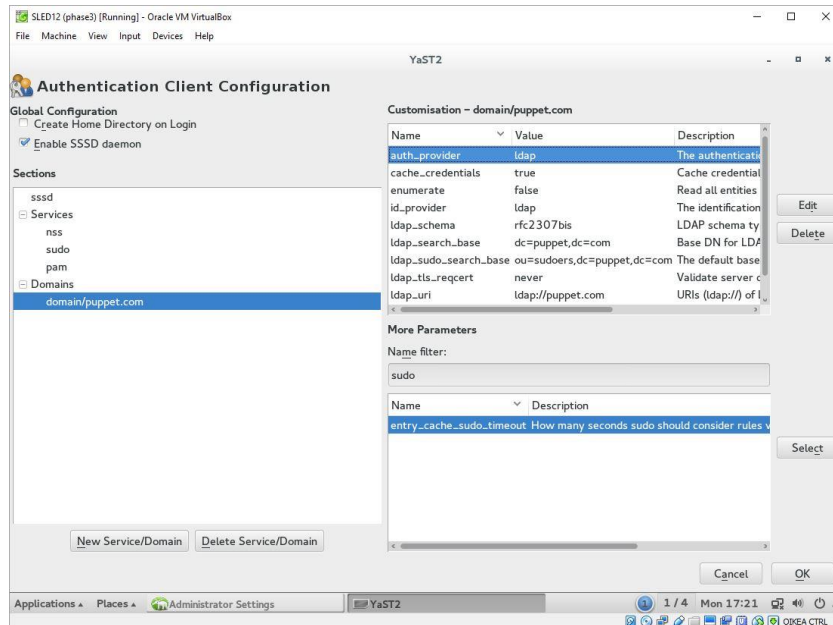 SLED12 (phase3) [Running] - Oracle VM VirtualBox
File Machine View Input Devices Help
YaST2
Authentication Client Configuration
Global Configuration
Create Home Directory on Login
Enable SSSD daemon
Sections
sssd
Services
nss
sudo
pam
Domains
domain/puppet.com
New Service/Domain Delete Service/Domain
Customisation – domain/puppet.com
Name Value Description
auth_provider ldap The authenticatio
cache_credentials true Cache credential
enumerate false Read all entities
id_provider ldap The identification
ldap_schema rfc2307bis LDAP schema ty
ldap_search_base dc=puppet,dc=com Base DN for LDA
ldap_sudo_search_base ou=sudoers,dc=puppet,dc=com The default base
ldap_tls_reqcert never Validate server c
ldap_uri ldap://puppet.com URIs (ldap://) of l
Edit
Delete
More Parameters
Name filter:
sudo
Name Description
entry_cache_sudo_timeout How many seconds sudo should consider rules v
Select
Cancel OK
Applications Places Administrator Settings YaST2 1 1 / 4 Mon 17:21
OIKEA CTRL